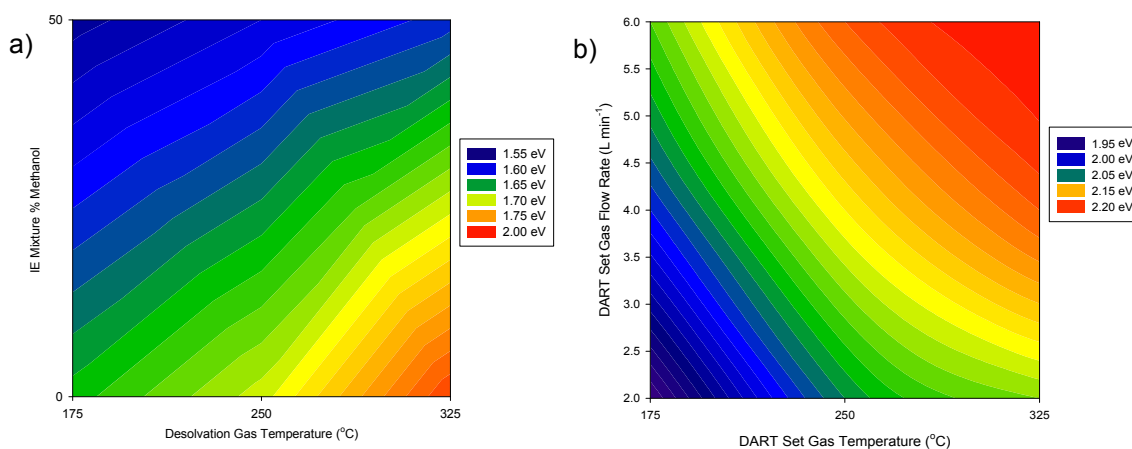 a)
50
0
IE Mixture % Methanol
175
250
325
Desolvation Gas Temperature (°C)
1.55 eV
1.60 eV
1.65 eV
1.70 eV
1.75 eV
2.00 eV
b)
6.0
5.5
5.0
4.5
4.0
3.5
3.0
2.5
2.0
DART Set Gas Flow Rate (L min⁻¹)
175
250
325
DART Set Gas Temperature (°C)
1.95 eV
2.00 eV
2.05 eV
2.15 eV
2.20 eV